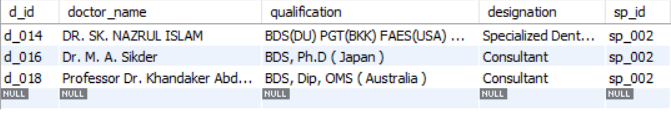 d_id doctor_name qualification designation sp_id
d_014 DR. SK. NAZRUL ISLAM BDS(DU) PGT(BKK) FAES(USA) ... Specialized Dent... sp_002
d_016 Dr. M. A. Sikder BDS, Ph.D ( Japan ) Consultant sp_002
d_018 Professor Dr. Khandaker Abd... BDS, Dip, OMS ( Australia ) Consultant sp_002
NULL NULL NULL NULL NULL